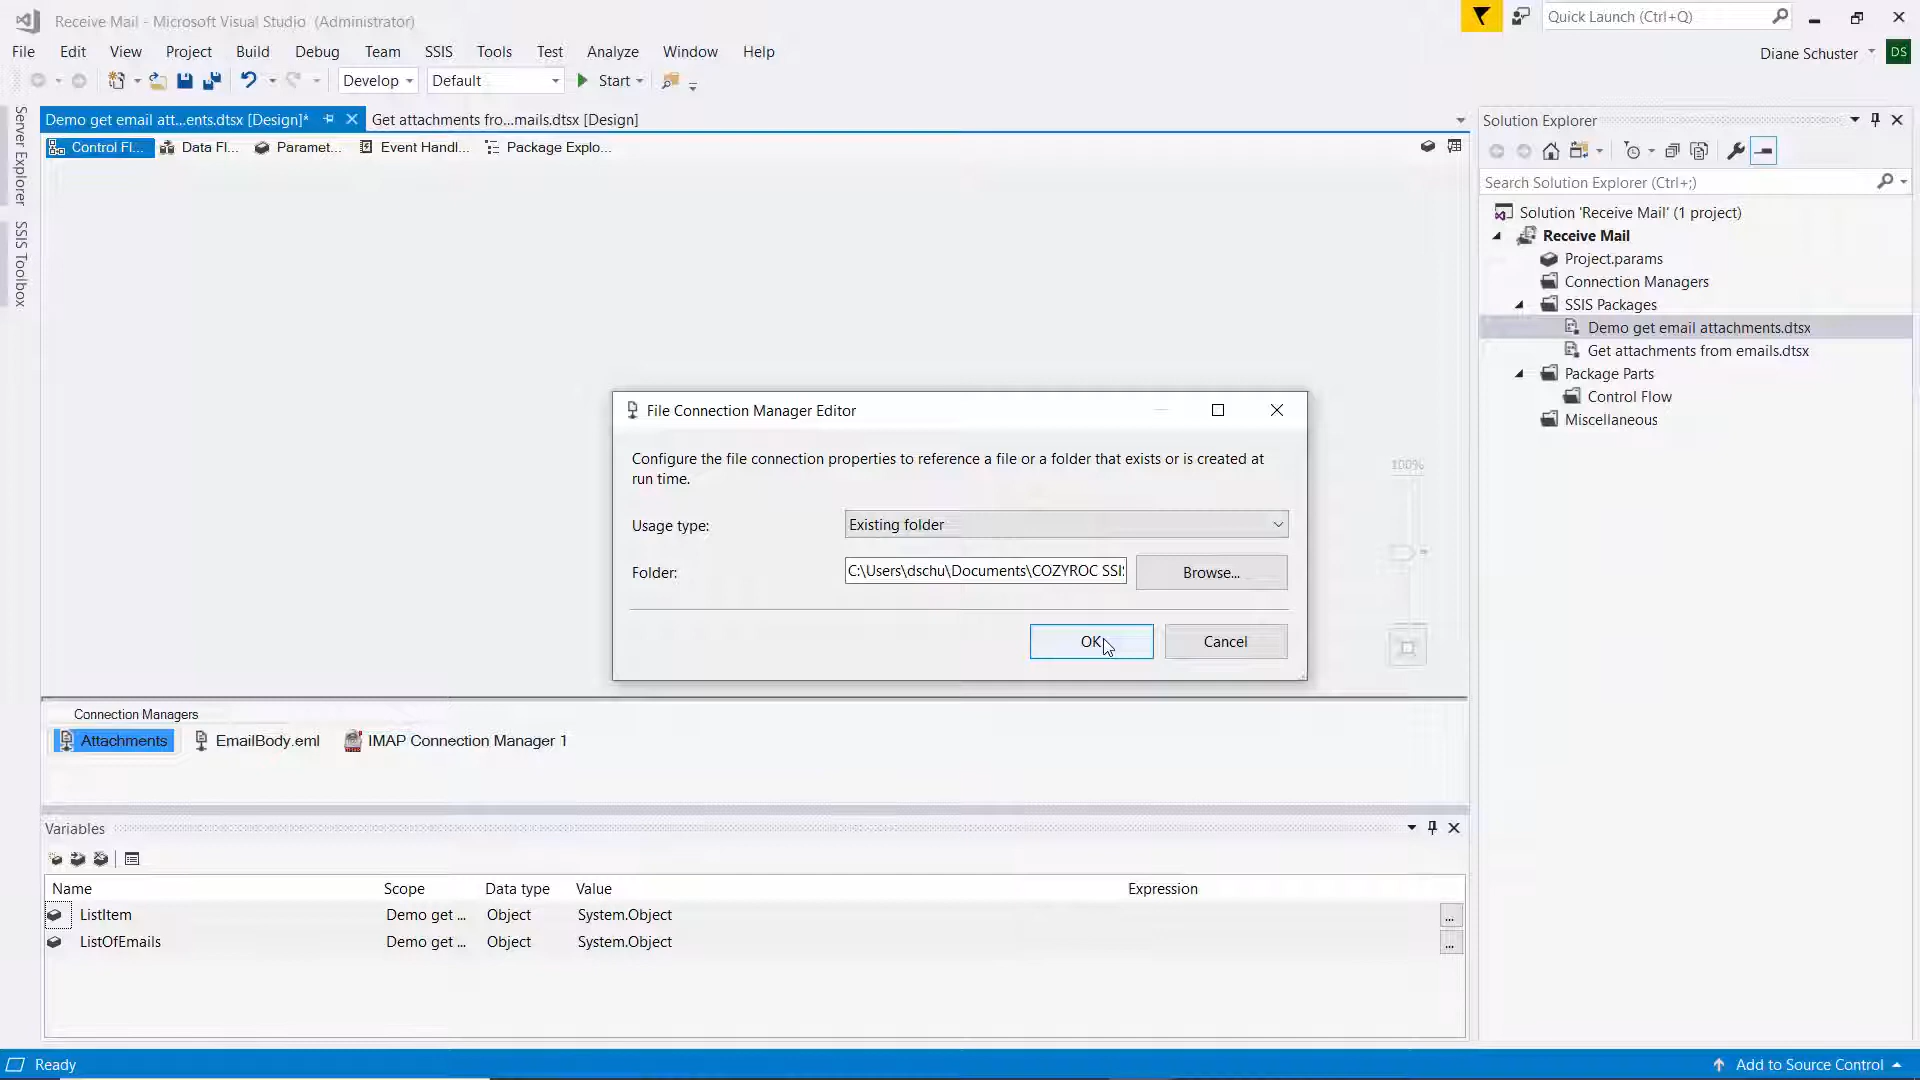 Receive Mail - Microsoft Visual Studio (Administrator)
Quick Launch (Ctrl+Q)
File Edit View Project Build Debug Team SSIS Tools Test Analyze Window Help
Diane Schuster DS
Develop Default Start
Server Explorer
SSIS Toolbox
Demo get email att...ents.dtsx [Design]* Get attachments fro...mails.dtsx [Design]
Control Fl... Data Fl... Paramet... Event Handl... Package Explo...
Solution Explorer
Search Solution Explorer (Ctrl+;)
Solution 'Receive Mail' (1 project)
Receive Mail
Project.params
Connection Managers
SSIS Packages
Demo get email attachments.dtsx
Get attachments from emails.dtsx
Package Parts
Control Flow
Miscellaneous
File Connection Manager Editor
Configure the file connection properties to reference a file or a folder that exists or is created at
run time.
Usage type: Existing folder
Folder: C:\Users\dschu\Documents\COZYROC SSI
Browse...
OK Cancel
100%
Connection Managers
Attachments EmailBody.eml IMAP Connection Manager 1
Variables
Name Scope Data type Value Expression
ListItem Demo get ... Object System.Object ...
ListOfEmails Demo get ... Object System.Object ...
Ready
Add to Source Control